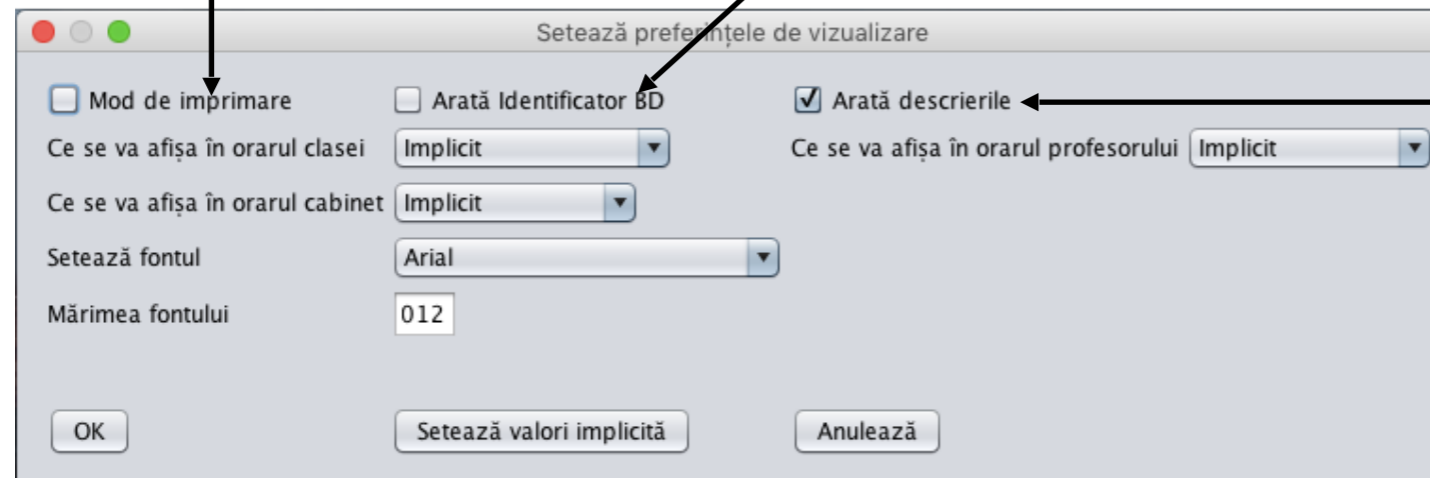 Setează preferințele de vizualizare
Mod de imprimare Arată Identificator BD Arată descrierile
Ce se va afișa în orarul clasei Implicit Ce se va afișa în orarul profesorului Implicit
Ce se va afișa în orarul cabinet Implicit
Setează fontul Arial
Mărimea fontului 012
OK Setează valori implicită Anulează